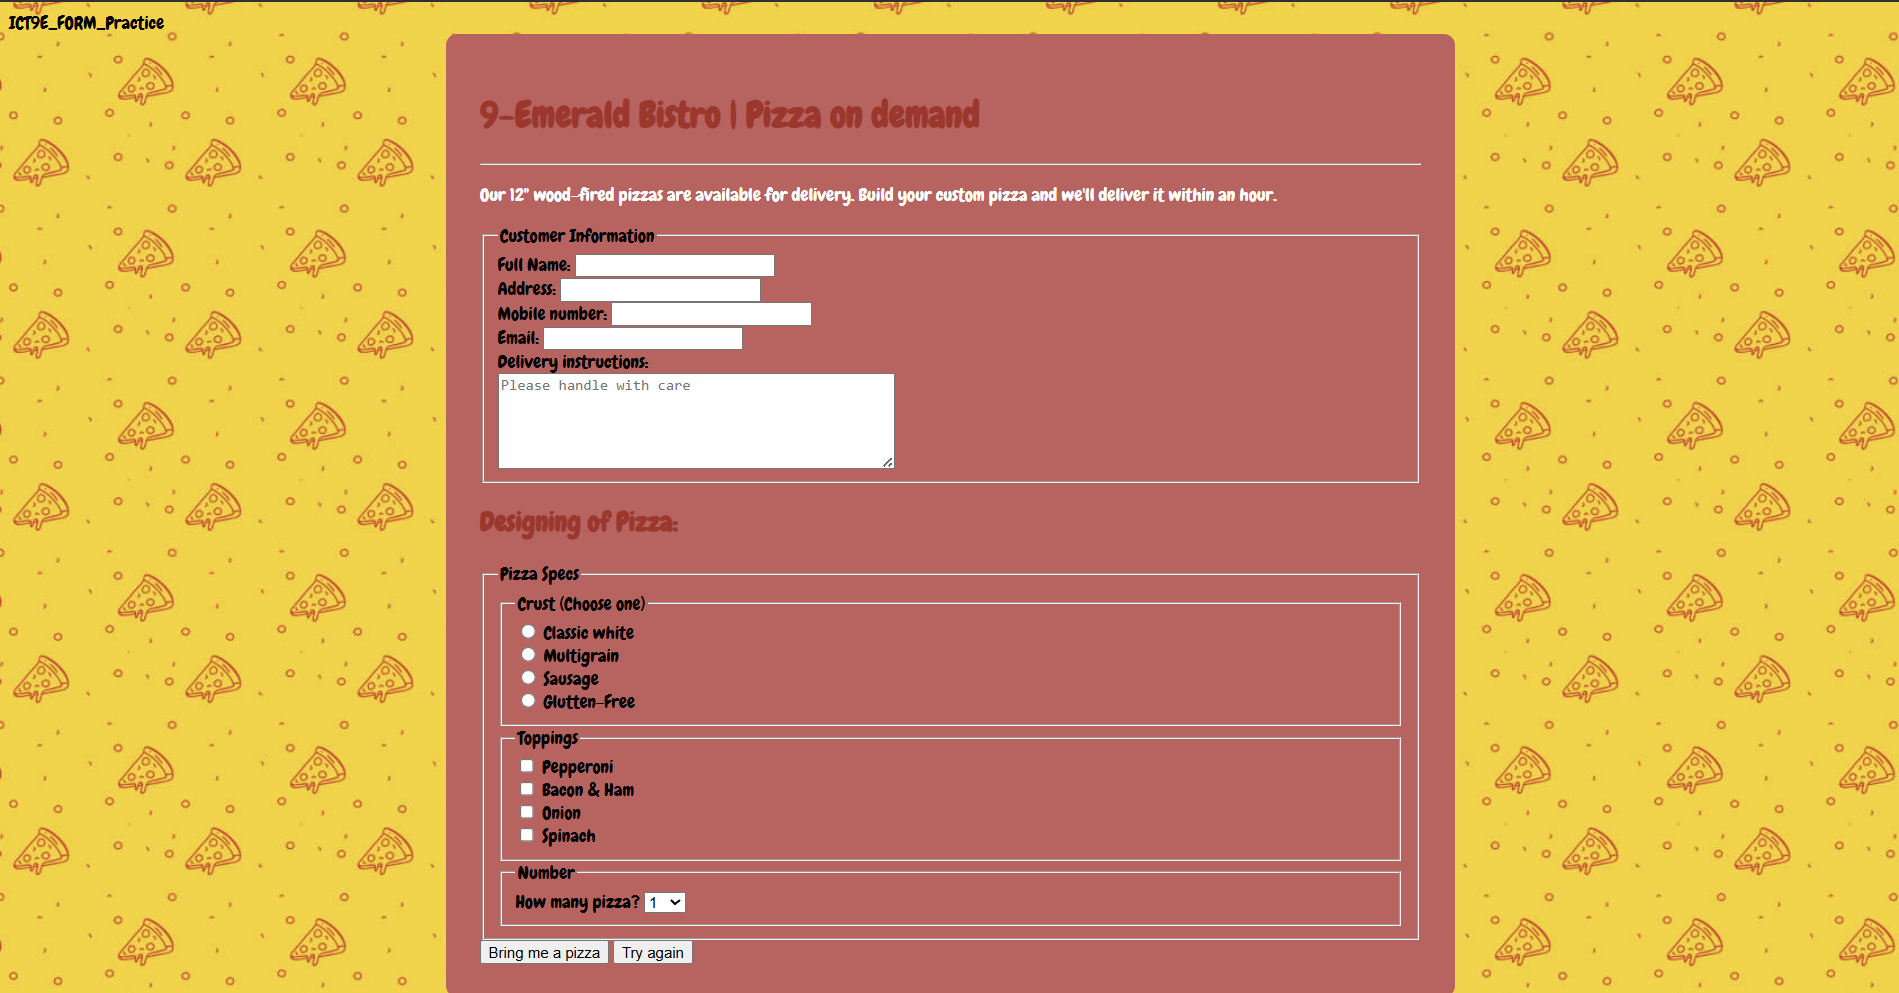 ICT9E_FORM_Practice
9-Emerald Bistro | Pizza on demand
Our 12" wood-fired pizzas are available for delivery. Build your custom pizza and we'll deliver it within an hour.
Customer Information
Full Name:
Address:
Mobile number:
Email:
Delivery instructions:
Please handle with care
Designing of Pizza:
Pizza Specs
Crust (Choose one)
Classic white
Multigrain
Sausage
Glutten-Free
Toppings
Pepperoni
Bacon & Ham
Onion
Spinach
Number
How many pizza? 1
Bring me a pizza Try again